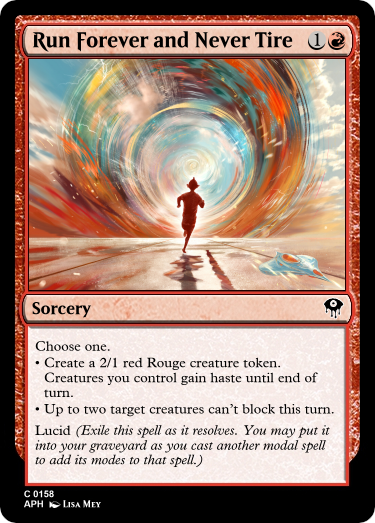 Run Forever and Never Tire 1
Sorcery
Choose one.
• Create a 2/1 red Rouge creature token.
Creatures you control gain haste until end of
turn.
• Up to two target creatures can't block this turn.
Lucid (Exile this spell as it resolves. You may put it
into your graveyard as you cast another modal spell
to add its modes to that spell.)
C 0158
APH Lisa Mey